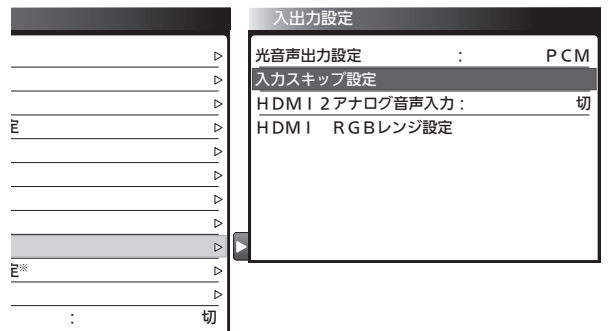 入出力設定
光音声出力設定 : PCM
入力スキップ設定
HDMI2アナログ音声入力: 切
HDMI RGBレンジ設定
定
定※
: 切